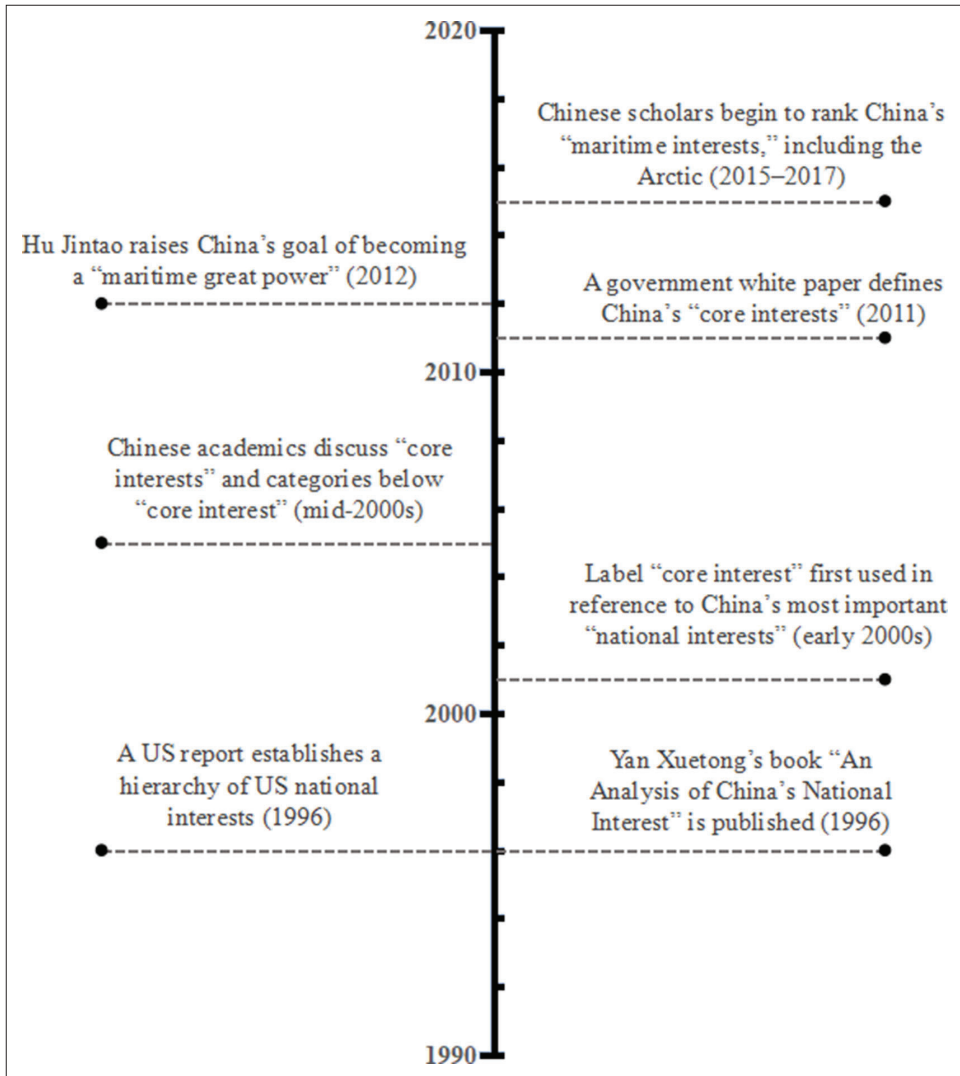 2020
Chinese scholars begin to rank China’s
“maritime interests,” including the
Arctic (2015–2017)
Hu Jintao raises China’s goal of becoming
a “maritime great power” (2012)
A government white paper defines
China’s “core interests” (2011)
2010
Chinese academics discuss “core
interests” and categories below
“core interest” (mid-2000s)
Label “core interest” first used in
reference to China’s most important
“national interests” (early 2000s)
2000
A US report establishes a
hierarchy of US national
interests (1996)
Yan Xuetong’s book “An
Analysis of China’s National
Interest” is published (1996)
1990